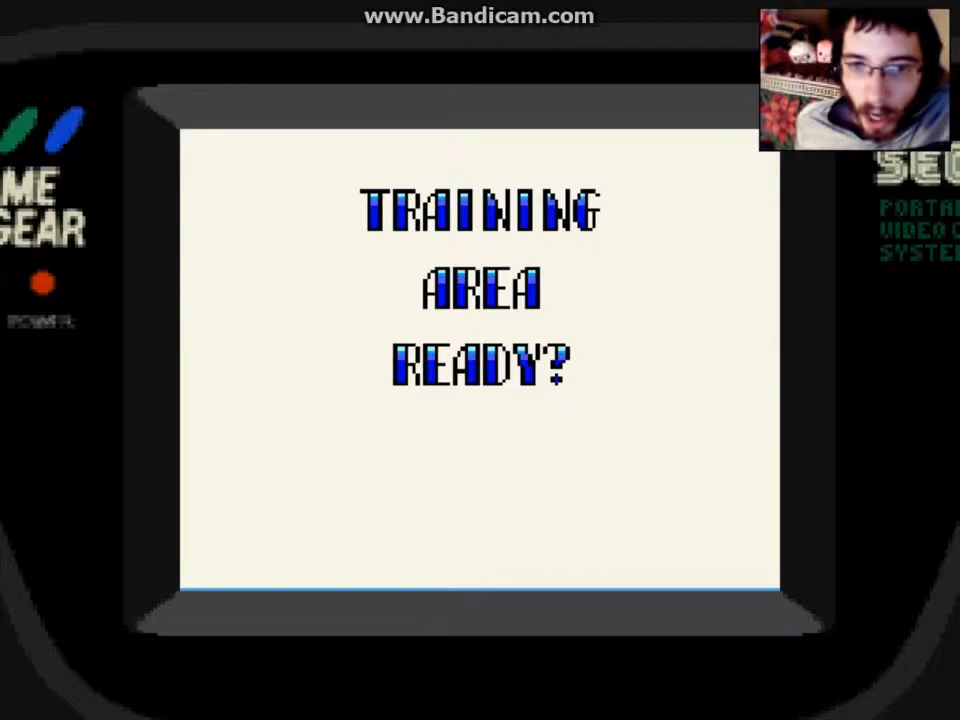 www.Bandicam.com
TRAINING
AREA
READY?
ME
GEAR
POWER
SEG
PORTA
VIDEO G
SYSTE